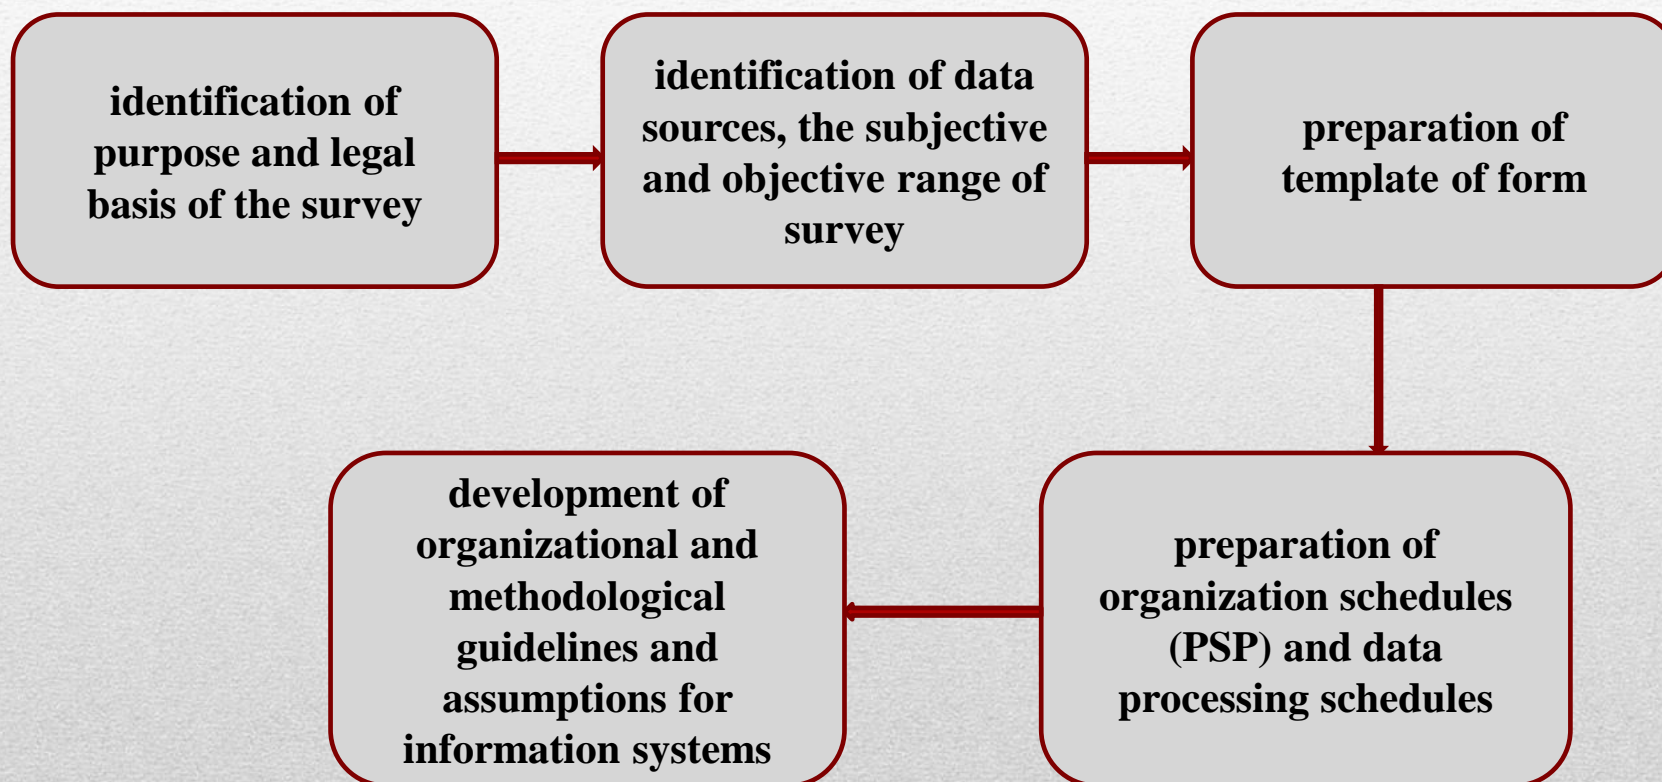 identification of
purpose and legal
basis of the survey
identification of data
sources, the subjective
and objective range of
survey
preparation of
template of form
preparation of
organization schedules
(PSP) and data
processing schedules
development of
organizational and
methodological
guidelines and
assumptions for
information systems